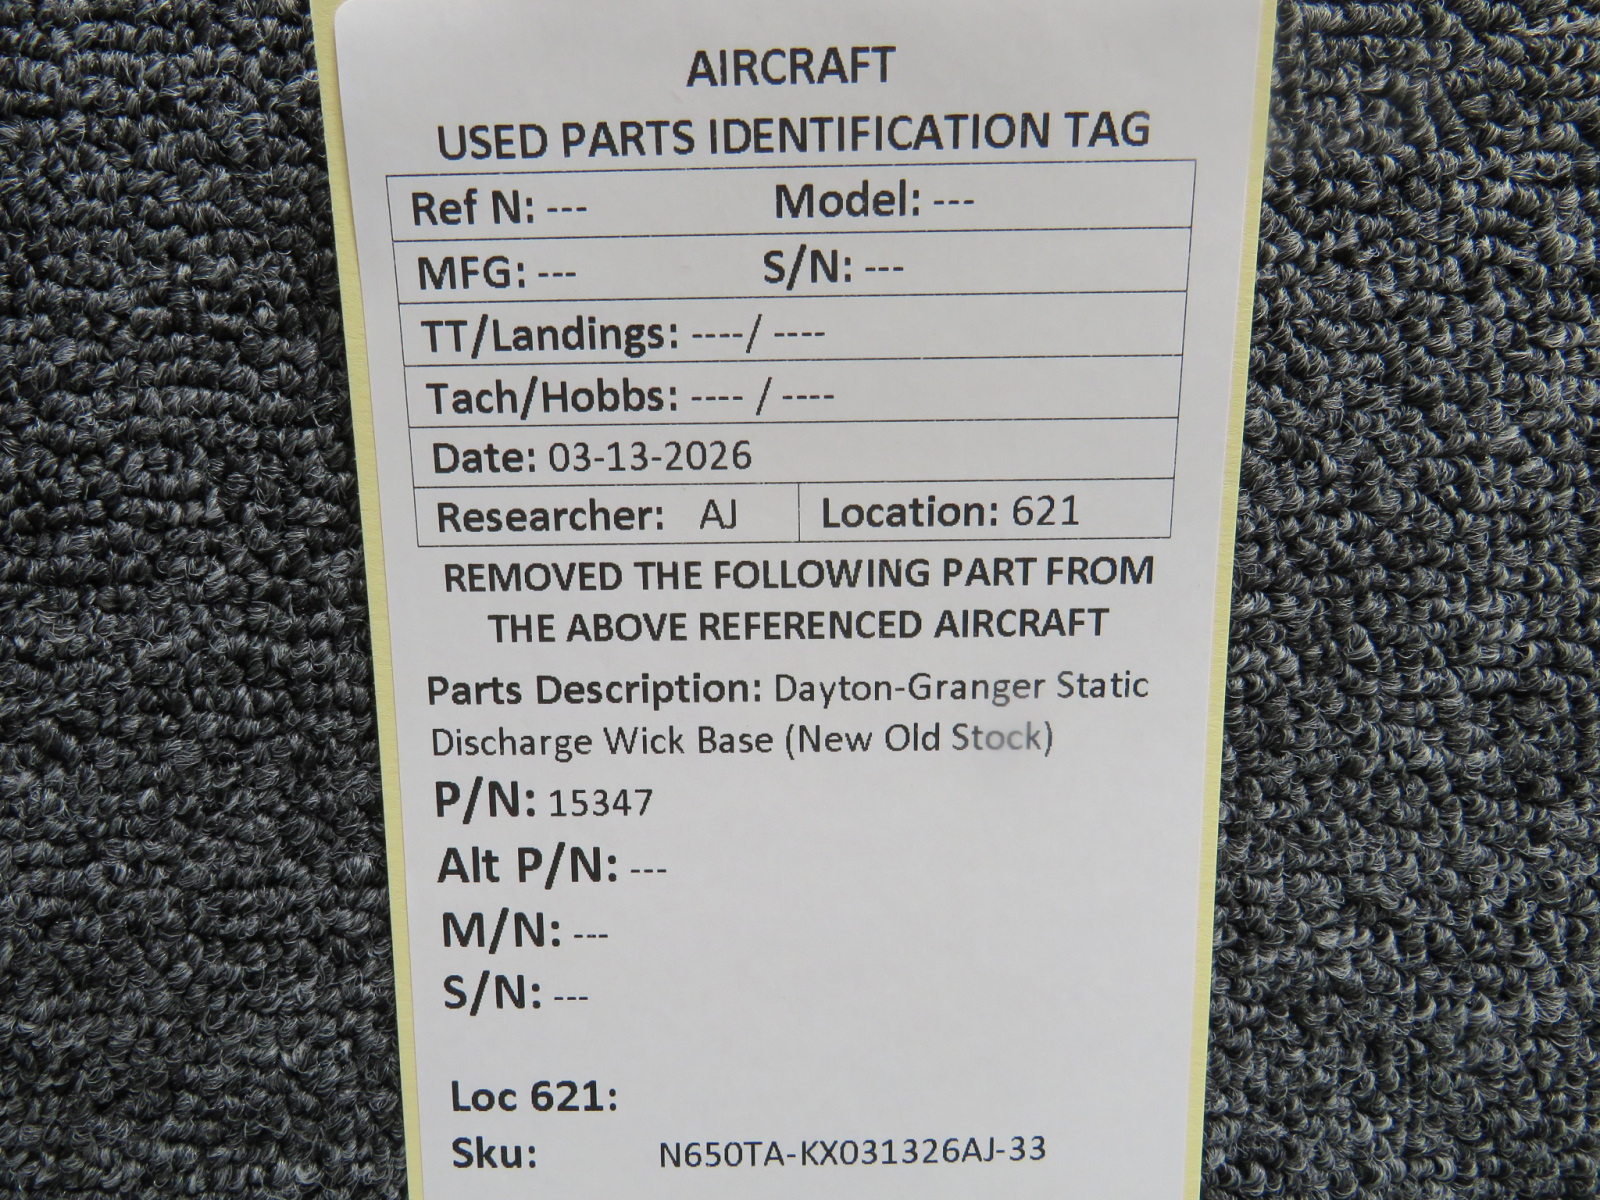 AIRCRAFT
USED PARTS IDENTIFICATION TAG
Ref N: --- Model: ---
MFG: --- S/N: ---
TT/Landings: ----/ ----
Tach/Hobbs: ---- / ----
Date: 03-13-2026
Researcher: AJ Location: 621
REMOVED THE FOLLOWING PART FROM
THE ABOVE REFERENCED AIRCRAFT
Parts Description: Dayton-Granger Static
Discharge Wick Base (New Old Stock)
P/N: 15347
Alt P/N: ---
M/N: ---
S/N: ---
Loc 621:
Sku: N650TA-KX031326AJ-33